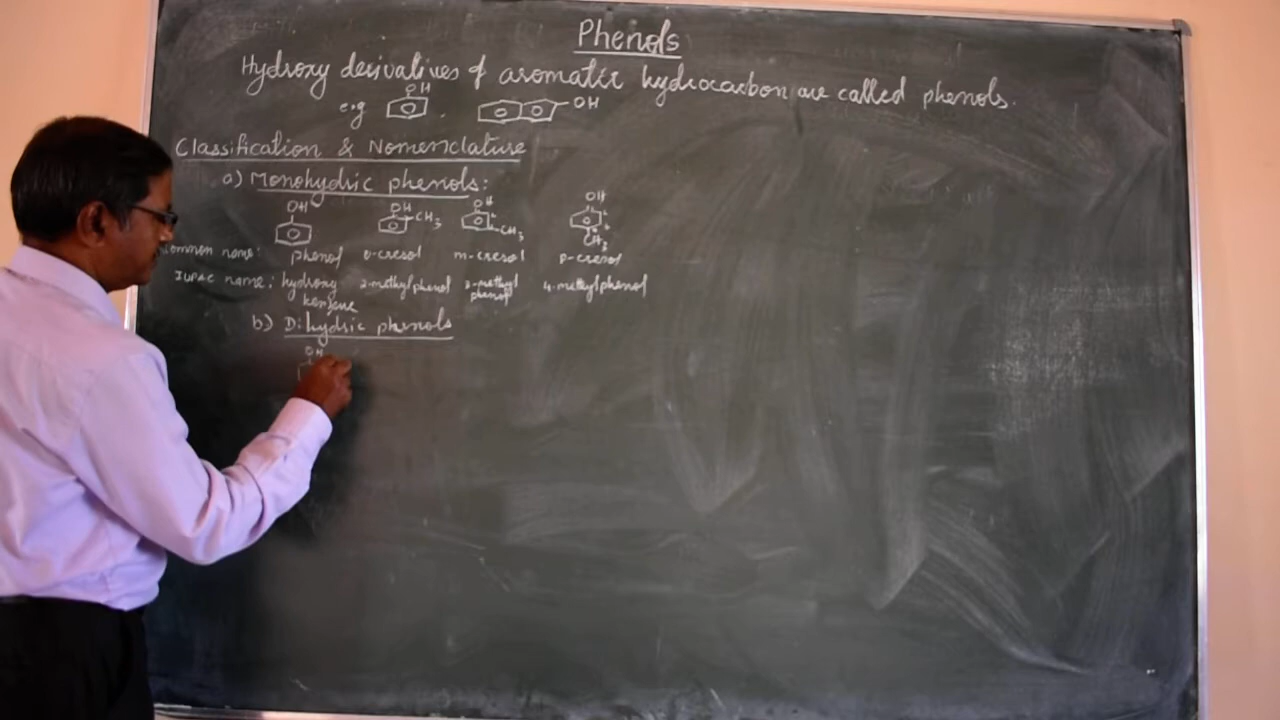 Phenols
Hydroxy derivatives of aromatic hydrocarbon are called phenols.
e.g OH OH
Classification & Nomenclature
a) Monohydric phenols:
OH OH CH3 OH CH3 OH CH3
Common name: phenol o-cresol m-cresol p-cresol
IUPAC name: hydroxy benzene 2-methylphenol 3-methyl phenol 4-methylphenol
b) Dihydric phenols
OH